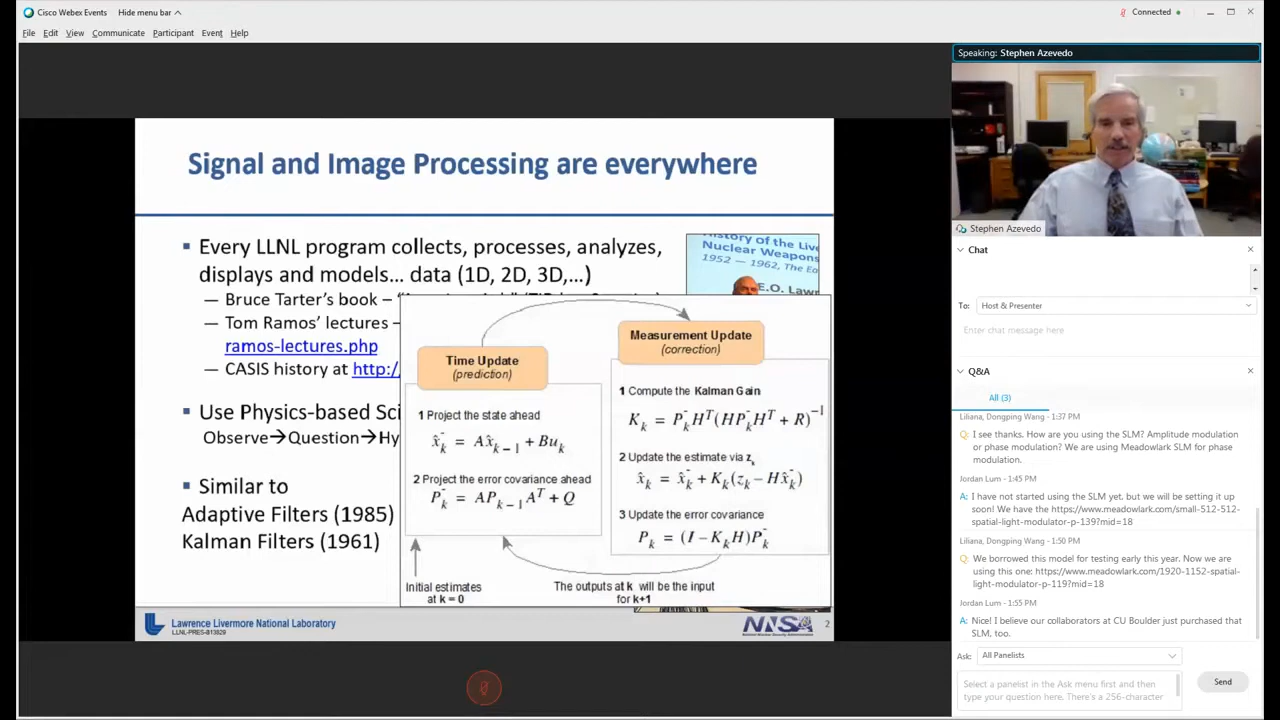 Cisco Webex Events
Hide menu bar
Connected
File Edit View Communicate Participant Event Help
Signal and Image Processing are everywhere
▪ Every LLNL program collects, processes, analyzes,
displays and models... data (1D, 2D, 3D,...)
— Bruce Tarter's book –
— Tom Ramos' lectures –
ramos-lectures.php
— CASIS history at http:/
▪ Use Physics-based Sci
Observe→Question→Hy
▪ Similar to
Adaptive Filters (1985)
Kalman Filters (1961)
History of the Live
Nuclear Weapons
1952 — 1962, The Ea
E.O. Lawr
Time Update
(prediction)
1 Project the state ahead
x̂ₖ⁻ = Ax̂ₖ₋₁ + Buₖ
2 Project the error covariance ahead
Pₖ⁻ = APₖ₋₁Aᵀ + Q
Initial estimates
at k = 0
Measurement Update
(correction)
1 Compute the Kalman Gain
Kₖ = Pₖ⁻Hᵀ(HPₖ⁻Hᵀ + R)⁻¹
2 Update the estimate via zₖ
x̂ₖ = x̂ₖ⁻ + Kₖ(zₖ – Hx̂ₖ⁻)
3 Update the error covariance
Pₖ = (I – KₖH)Pₖ⁻
The outputs at k will be the input
for k+1
Lawrence Livermore National Laboratory
LLNL-PRES-813829
NNSA
National Nuclear Security Administration
2
Speaking: Stephen Azevedo
Stephen Azevedo
Chat
To: Host & Presenter
Enter chat message here
Q&A
All (3)
Liliana, Dongping Wang - 1:37 PM
Q: I see thanks. How are you using the SLM? Amplitude modulation
or phase modulation? We are using Meadowlark SLM for phase
modulation.
Jordan Lum - 1:45 PM
A: I have not started using the SLM yet, but we will be setting it up
soon! We have the https://www.meadowlark.com/small-512-512-
spatial-light-modulator-p-139?mid=18
Liliana, Dongping Wang - 1:50 PM
Q: We borrowed this model for testing early this year. Now we are
using this one: https://www.meadowlark.com/1920-1152-spatial-
light-modulator-p-119?mid=18
Jordan Lum - 1:55 PM
A: Nice! I believe our collaborators at CU Boulder just purchased that
SLM, too.
Ask: All Panelists
Select a panelist in the Ask menu first and then
type your question here. There's a 256-character
Send